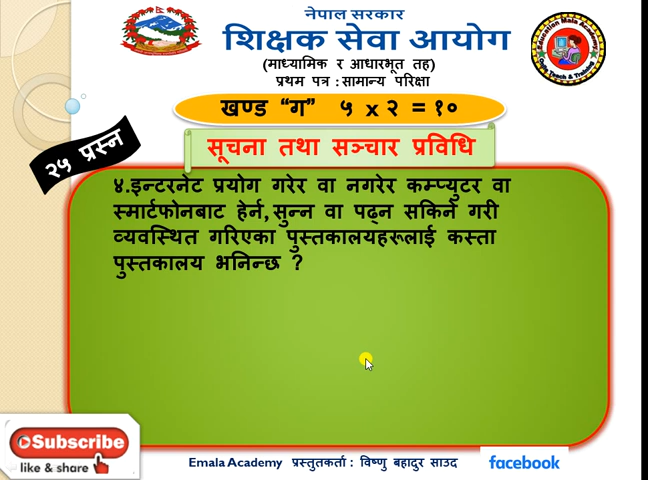 नेपाल सरकार
शिक्षक सेवा आयोग
(माध्यामिक र आधारभूत तह)
प्रथम पत्र :सामान्य परिक्षा
खण्ड “ग” ५ x २ = १०
२५ प्रस्न
सूचना तथा सञ्चार प्रविधि
४.इन्टरनेट प्रयोग गरेर वा नगरेर कम्प्युटर वा
स्मार्टफोनबाट हेर्न,सुन्न वा पढ्न सकिने गरी
व्यवस्थित गरिएका पुस्तकालयहरूलाई कस्ता
पुस्तकालय भनिन्छ ?
Subscribe
like & share
Emala Academy प्रस्तुतकर्ता : विष्णु बहादुर साउद
facebook